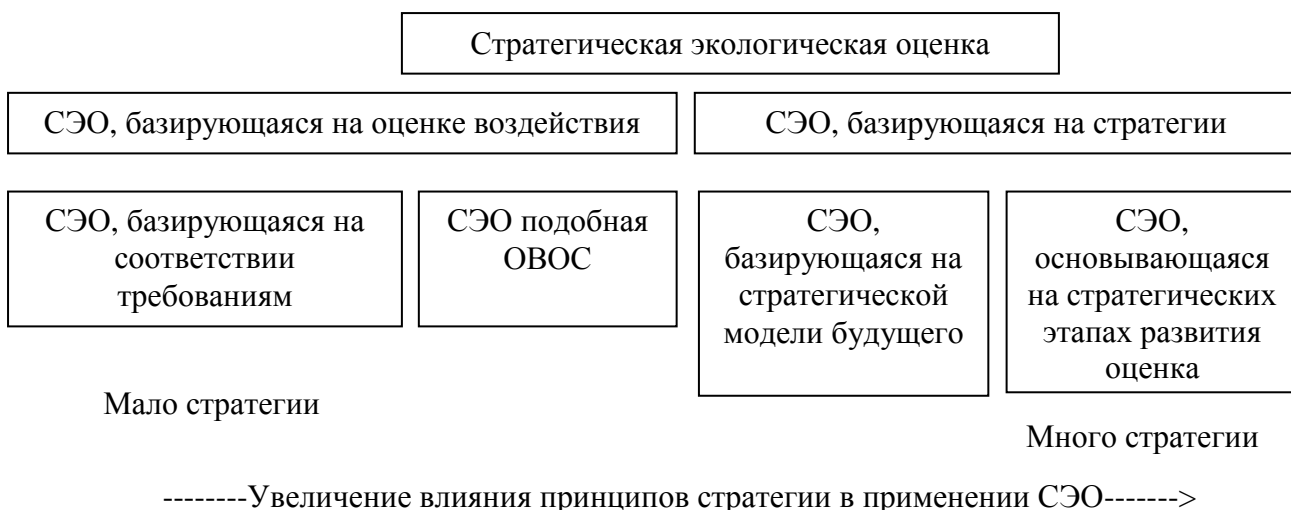 Стратегическая экологическая оценка
СЭО, базирующаяся на оценке воздействия
СЭО, базирующаяся на стратегии
СЭО, базирующаяся на
соответствии
требованиям
СЭО подобная
ОВОС
СЭО,
базирующаяся на
стратегической
модели будущего
СЭО,
основывающаяся
на стратегических
этапах развития
оценка
Мало стратегии
Много стратегии
--------Увеличение влияния принципов стратегии в применении СЭО------->